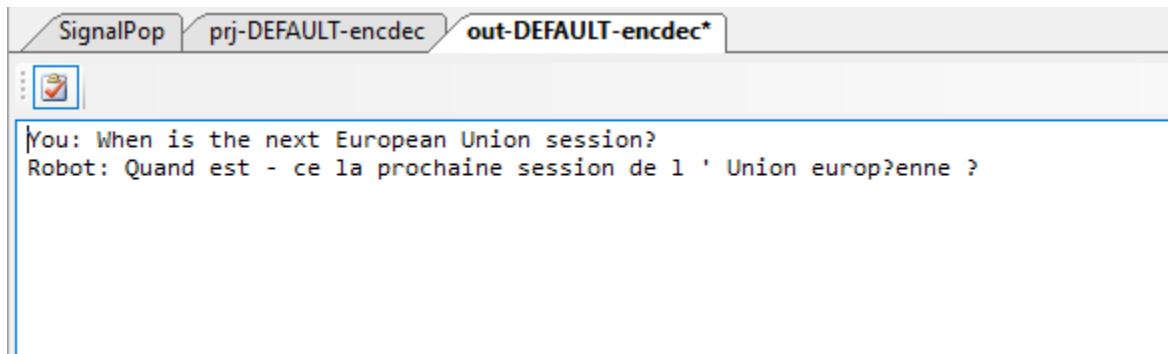 SignalPop prj-DEFAULT-encdec out-DEFAULT-encdec*
You: When is the next European Union session?
Robot: Quand est - ce la prochaine session de l ' Union europ?enne ?